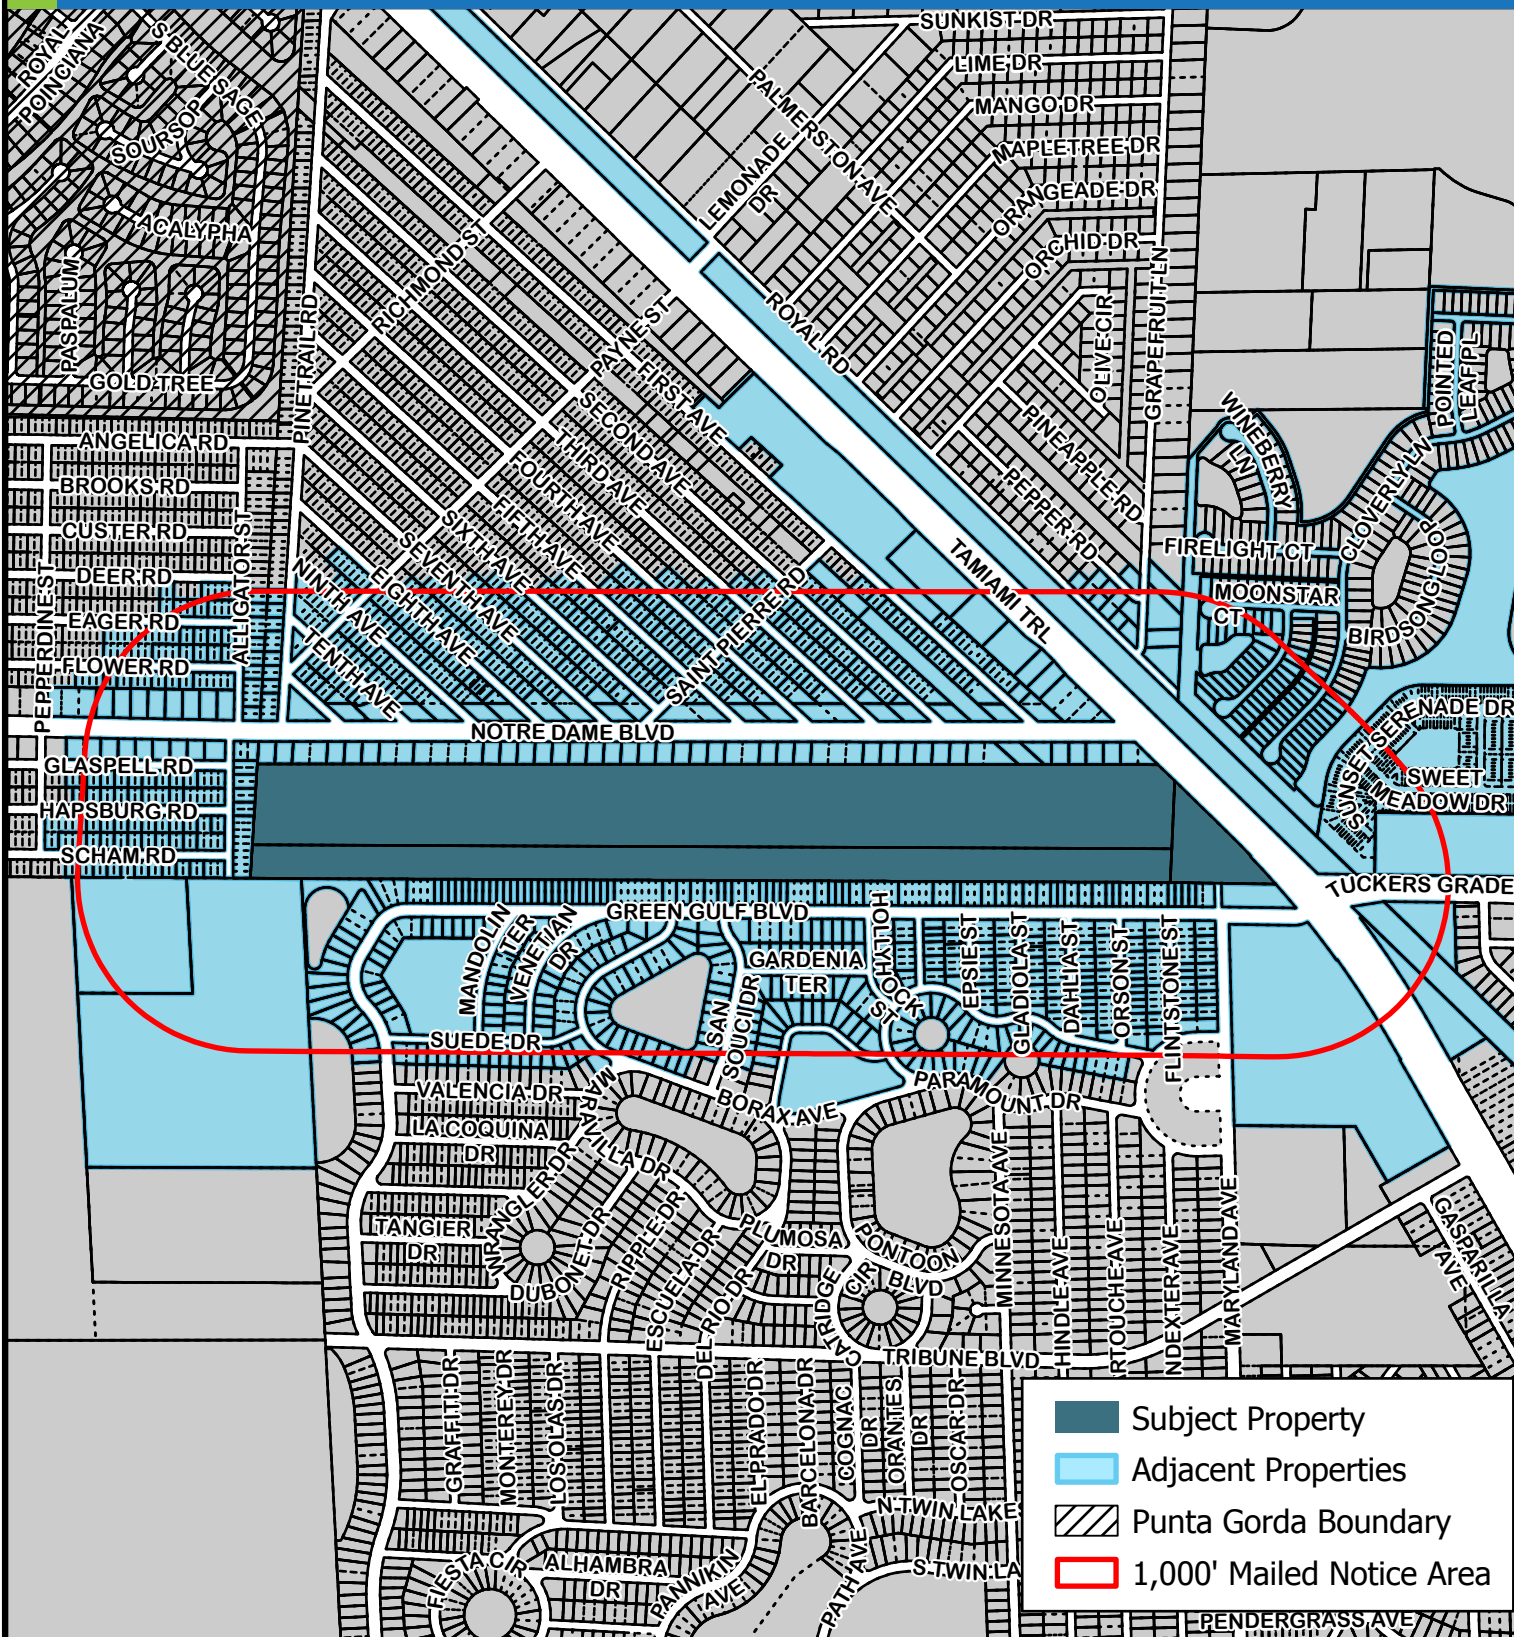 SUNKIST DR
ROYAL
POINCIANA
S BLUE SAGE
LIME DR
PALMERSTON AVE
MANGO DR
SOURSOP
LEMONADE
DR
MAPLETREE DR
ORANGEADE DR
ACALYPHA
ORCHID DR
RICHMOND ST
PASPALUM
PINETRAIL RD
GRAPEFRUIT LN
OLIVE CIR
ROYAL RD
PAYNE ST
GOLD TREE
FIRST AVE
POINTED
LEAF PL
WINEBERRY
LN
SECOND AVE
PINEAPPLE RD
ANGELICA RD
THIRD AVE
CLOVERLY LN
BROOKS RD
FOURTH AVE
PEPPER RD
CUSTER RD
FIFTH AVE
SIXTH AVE
ALLIGATOR ST
SEVENTH AVE
TAMIAMI TRL
FIRELIGHT CT
BIRDSONG LOOP
DEER RD
NINTH AVE
EIGHTH AVE
SAINT PIERRE RD
MOONSTAR
CT
PEPPERDINE ST
EAGER RD
TENTH AVE
FLOWER RD
SERENADE DR
NOTRE DAME BLVD
SUNSET
GLASPELL RD
SWEET
MEADOW DR
HAPSBURG RD
SCHAM RD
TUCKERS GRADE
GREEN GULF BLVD
MANDOLIN
TER
VENETIAN
DR
HOLLYHOCK
ST
GARDENIA
TER
EPSIE ST
GLADIOLA ST
DAHLIA ST
ORSON ST
FLINTSTONE ST
SAN
SOUCI DR
SUEDE DR
VALENCIA DR
MARAVILLA DR
BORAX AVE
PARAMOUNT DR
LA COQUINA
DR
WRANGLER DR
MINNESOTA AVE
TANGIER
DR
DUBONET DR
RIPPLE DR
ESCUELA DR
PLUMOSA
DR
PONTOON
BLVD
MARYLAND AVE
GASPARILLA
AVE
DEL RIO DR
CATRIDGE
CIR
HINDLE AVE
RTOUCHE AVE
NDEXTER AVE
TRIBUNE BLVD
GRAFFITI DR
MONTEREY DR
LOS OLAS DR
EL PRADO DR
BARCELONA DR
COGNAC
DR
ORANTES
DR
OSCAR DR
N TWIN LAKE
S TWIN LA
FIESTA CIR
ALHAMBRA
DR
PANNIKIN
AVE
PATH AVE
PENDERGRASS AVE
Subject Property
Adjacent Properties
Punta Gorda Boundary
1,000' Mailed Notice Area